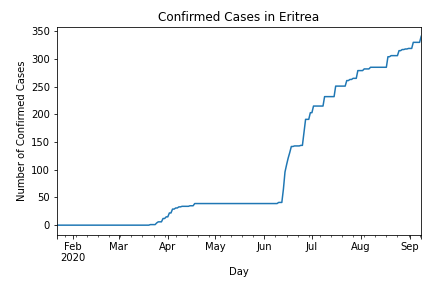 Confirmed Cases in Eritrea
Number of Confirmed Cases
350
300
250
200
150
100
50
0
Feb Mar Apr May Jun Jul Aug Sep
2020
Day